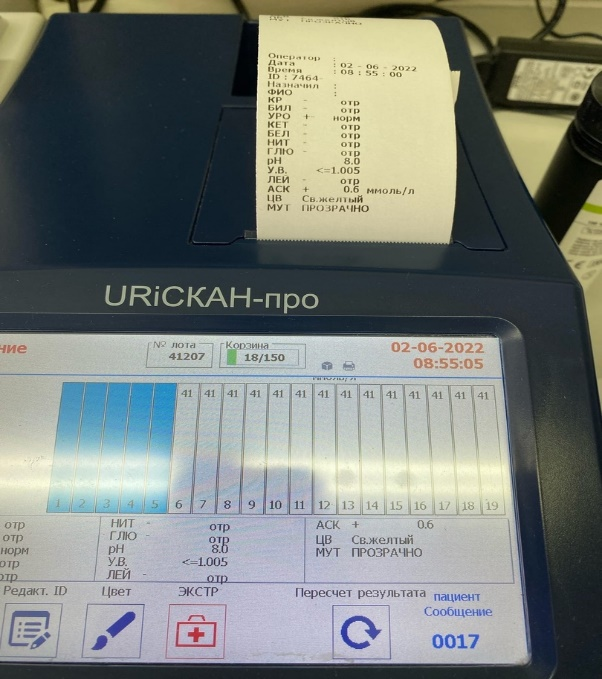 Оператор :
Дата : 02 - 06 - 2022
Время : 08 : 55 : 00
ID : 7464-
Назначил :
ФИО :
КР - отр
БИЛ - отр
УРО + норм
КЕТ - отр
БЕЛ - отр
НИТ - отр
ГЛЮ - отр
pH 8.0
У.В. <=1.005
ЛЕЙ - отр
АСК + 0.6 ммоль/л
ЦВ Св.желтый
МУТ ПРОЗРАЧНО
URiСКАН-про
ние
№ лота
41207
Корзина
18/150
02-06-2022
08:55:05
ммоль/л
41 41 41 41 41 41 41 41 41 41 41 41 41 41
1 2 3 4 5 6 7 8 9 10 11 12 13 14 15 16 17 18 19
отр НИТ - отр АСК + 0.6
отр ГЛЮ - отр ЦВ Св.желтый
норм pH 8.0 МУТ ПРОЗРАЧНО
отр У.В. <=1.005
отр ЛЕЙ - отр
Редакт. ID Цвет ЭКСТР Пересчет результата пациент
Сообщение
0017